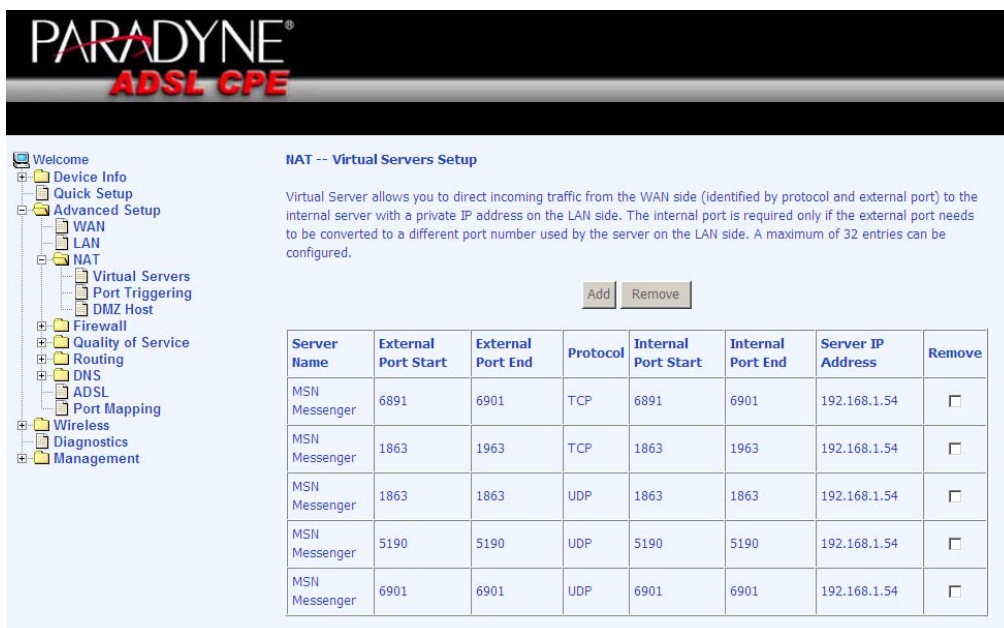 PARADYNE®
ADSL CPE
Welcome
Device Info
Quick Setup
Advanced Setup
WAN
LAN
NAT
Virtual Servers
Port Triggering
DMZ Host
Firewall
Quality of Service
Routing
DNS
ADSL
Port Mapping
Wireless
Diagnostics
Management
NAT -- Virtual Servers Setup
Virtual Server allows you to direct incoming traffic from the WAN side (identified by protocol and external port) to the
internal server with a private IP address on the LAN side. The internal port is required only if the external port needs
to be converted to a different port number used by the server on the LAN side. A maximum of 32 entries can be
configured.
Add Remove
Server Name External Port Start External Port End Protocol Internal Port Start Internal Port End Server IP Address Remove
MSN Messenger 6891 6901 TCP 6891 6901 192.168.1.54
MSN Messenger 1863 1963 TCP 1863 1963 192.168.1.54
MSN Messenger 1863 1863 UDP 1863 1863 192.168.1.54
MSN Messenger 5190 5190 UDP 5190 5190 192.168.1.54
MSN Messenger 6901 6901 UDP 6901 6901 192.168.1.54